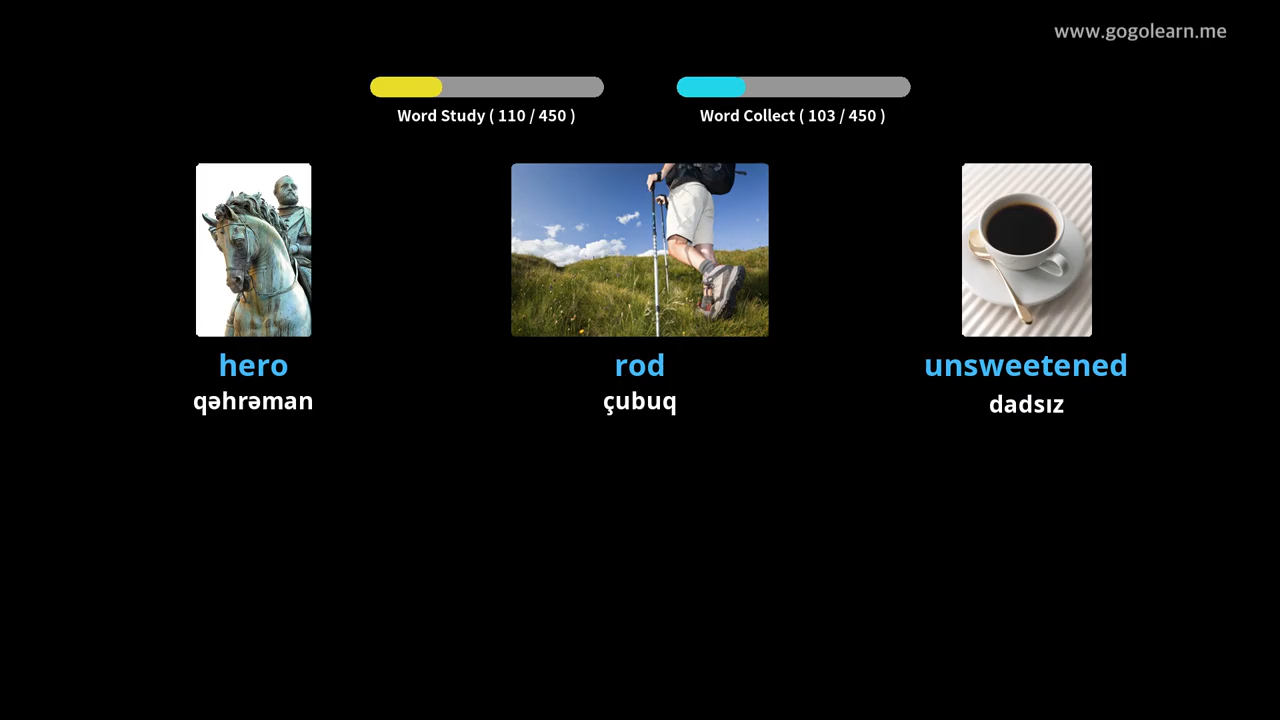 www.gogolearn.me
Word Study ( 110 / 450 )
Word Collect ( 103 / 450 )
hero
qəhrəman
rod
çubuq
unsweetened
dadsız